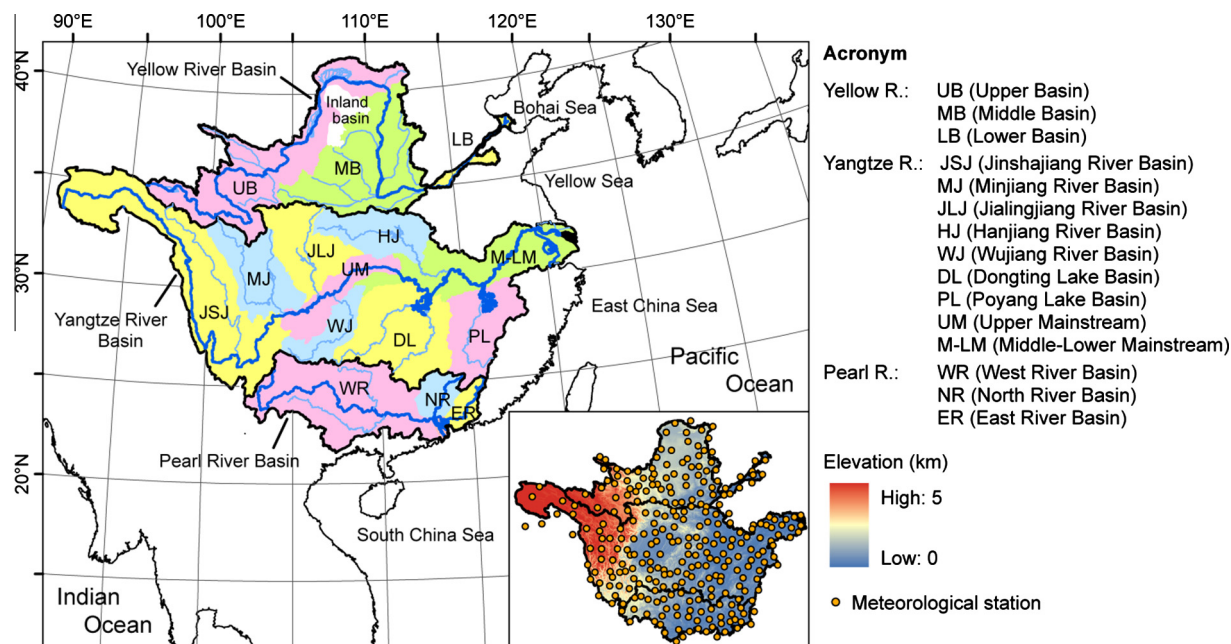 90°E 100°E 110°E 120°E 130°E
40°N
30°N
20°N
Yellow River Basin
Inland
basin
Bohai Sea
LB
MB
UB
Yellow Sea
HJ
JLJ
M-LM
UM
MJ
East China Sea
JSJ
WJ
DL
PL
Yangtze River
Basin
Pacific
Ocean
WR
NR
ER
Pearl River Basin
South China Sea
Indian
Ocean
Acronym
Yellow R.: UB (Upper Basin)
MB (Middle Basin)
LB (Lower Basin)
Yangtze R.: JSJ (Jinshajiang River Basin)
MJ (Minjiang River Basin)
JLJ (Jialingjiang River Basin)
HJ (Hanjiang River Basin)
WJ (Wujiang River Basin)
DL (Dongting Lake Basin)
PL (Poyang Lake Basin)
UM (Upper Mainstream)
M-LM (Middle-Lower Mainstream)
Pearl R.: WR (West River Basin)
NR (North River Basin)
ER (East River Basin)
Elevation (km)
High: 5
Low: 0
Meteorological station